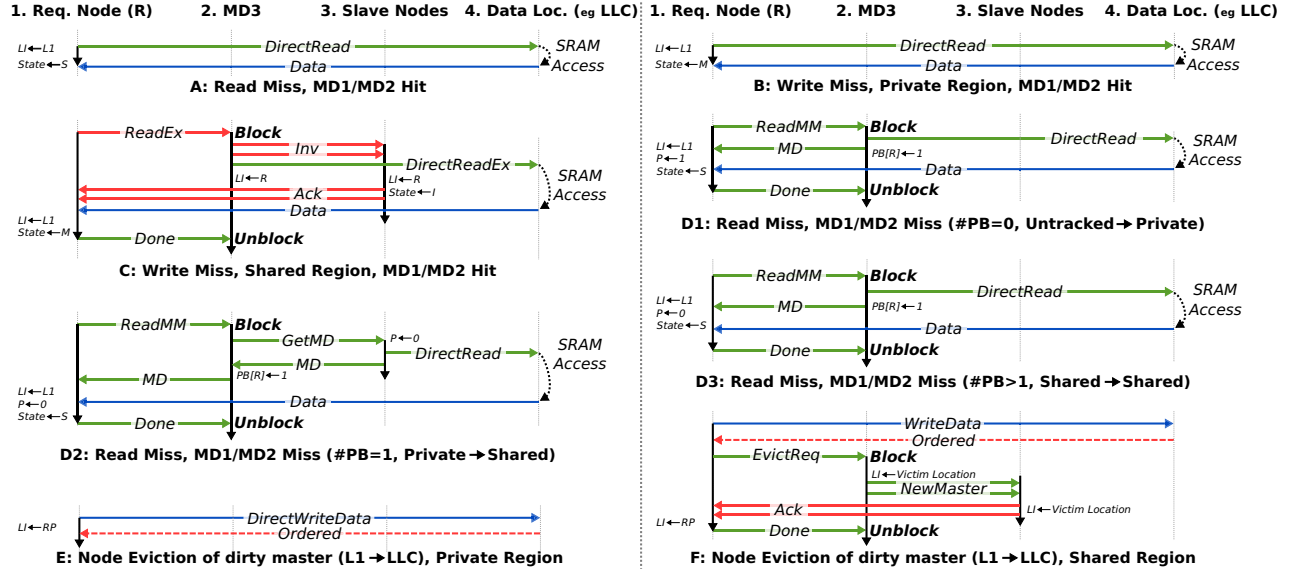 1. Req. Node (R) 2. MD3 3. Slave Nodes 4. Data Loc. (eg LLC)
LI←L1
State←S
DirectRead
Data
SRAM
Access
A: Read Miss, MD1/MD2 Hit
ReadEx
Block
Inv
DirectReadEx
LI←R
LI←R
State←I
Ack
Data
SRAM
Access
LI←L1
State←M
Done
Unblock
C: Write Miss, Shared Region, MD1/MD2 Hit
ReadMM
Block
GetMD
P←0
DirectRead
MD
PB[R]←1
MD
SRAM
Access
LI←L1
P←0
State←S
Data
Done
Unblock
D2: Read Miss, MD1/MD2 Miss (#PB=1, Private→Shared)
LI←RP
DirectWriteData
Ordered
E: Node Eviction of dirty master (L1→LLC), Private Region
1. Req. Node (R) 2. MD3 3. Slave Nodes 4. Data Loc. (eg LLC)
LI←L1
State←M
DirectRead
Data
SRAM
Access
B: Write Miss, Private Region, MD1/MD2 Hit
ReadMM
Block
DirectRead
MD
PB[R]←1
SRAM
Access
LI←L1
P←1
State←S
Data
Done
Unblock
D1: Read Miss, MD1/MD2 Miss (#PB=0, Untracked→Private)
ReadMM
Block
DirectRead
MD
PB[R]←1
SRAM
Access
LI←L1
P←0
State←S
Data
Done
Unblock
D3: Read Miss, MD1/MD2 Miss (#PB>1, Shared→Shared)
WriteData
Ordered
EvictReq
Block
LI←Victim Location
NewMaster
Ack
LI←Victim Location
LI←RP
Done
Unblock
F: Node Eviction of dirty master (L1→LLC), Shared Region